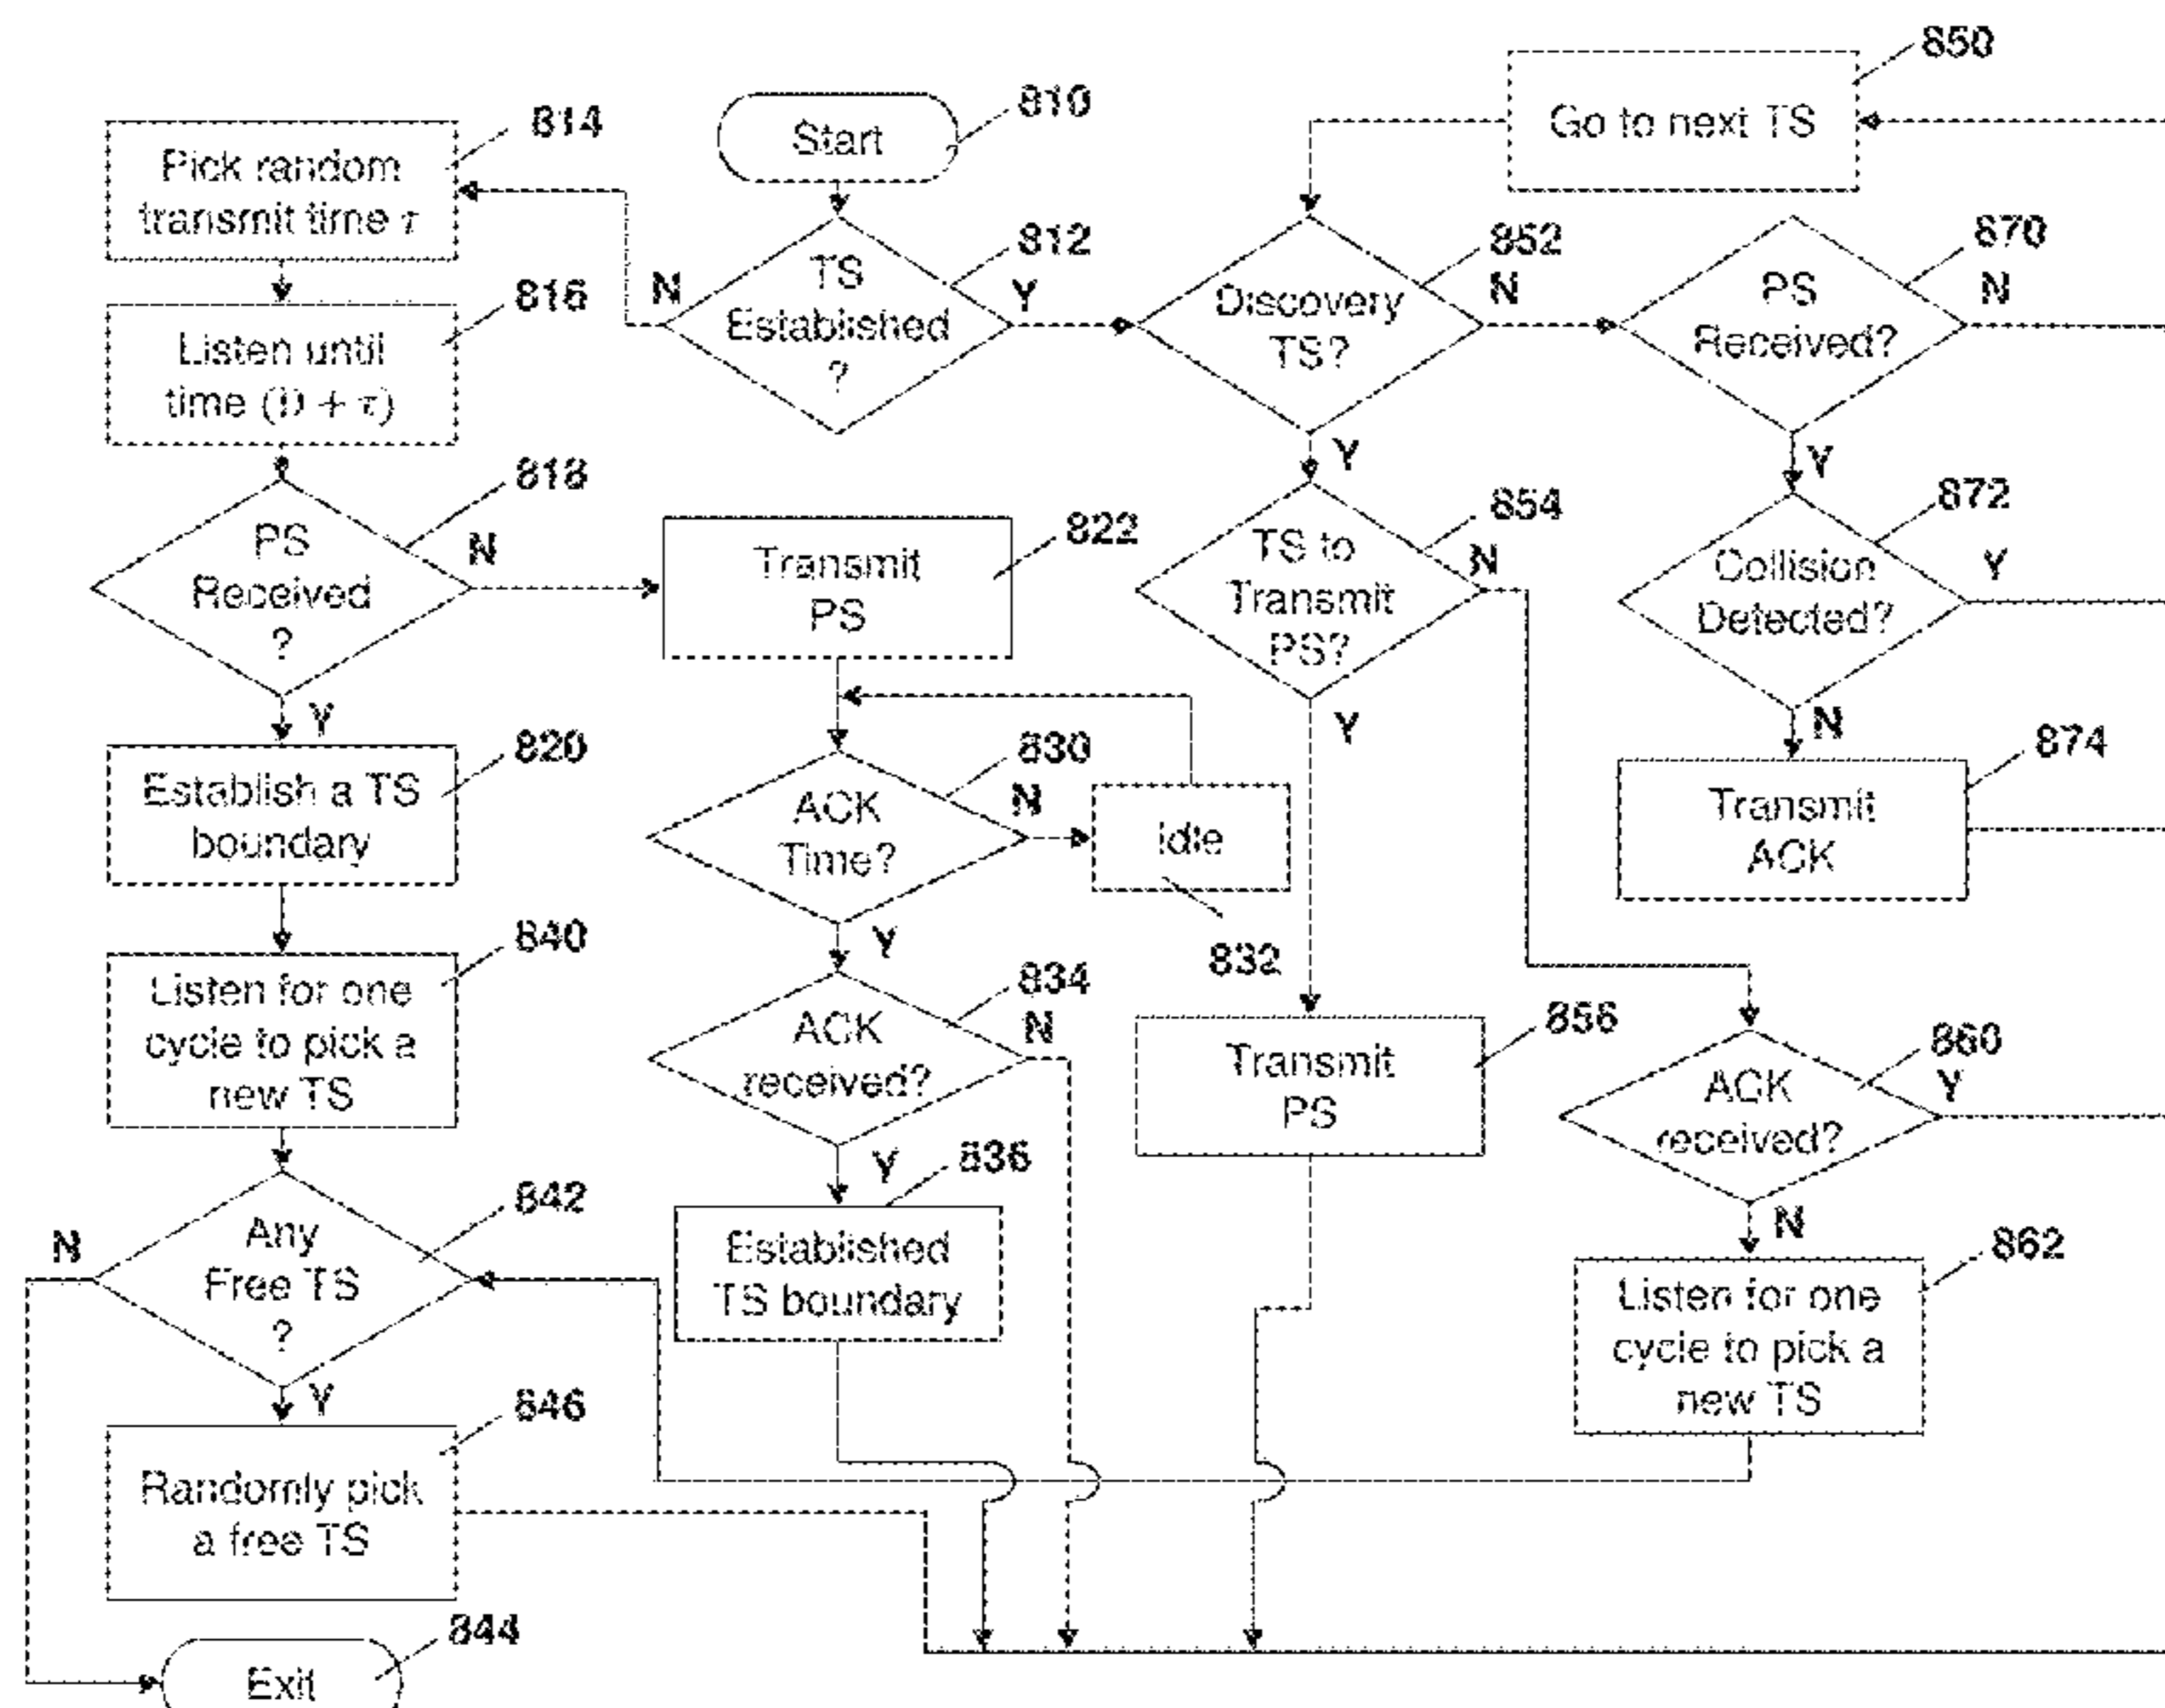 850
Go to next TS
810
Start
814
Pick random
transmit time τ
812
TS
Established
?
N
Y
852
Discovery
TS?
N
Y
870
PS
Received?
N
Y
816
Listen until
time (D + τ)
818
PS
Received
?
N
Y
822
Transmit
PS
854
TS to
Transmit
PS?
N
Y
872
Collision
Detected?
Y
N
820
Establish a TS
boundary
830
ACK
Time?
N
Y
Idle
832
874
Transmit
ACK
840
Listen for one
cycle to pick a
new TS
834
ACK
received?
N
Y
856
Transmit
PS
860
ACK
received?
Y
N
842
Any
Free TS
?
N
Y
836
Established
TS boundary
862
Listen for one
cycle to pick a
new TS
846
Randomly pick
a free TS
844
Exit